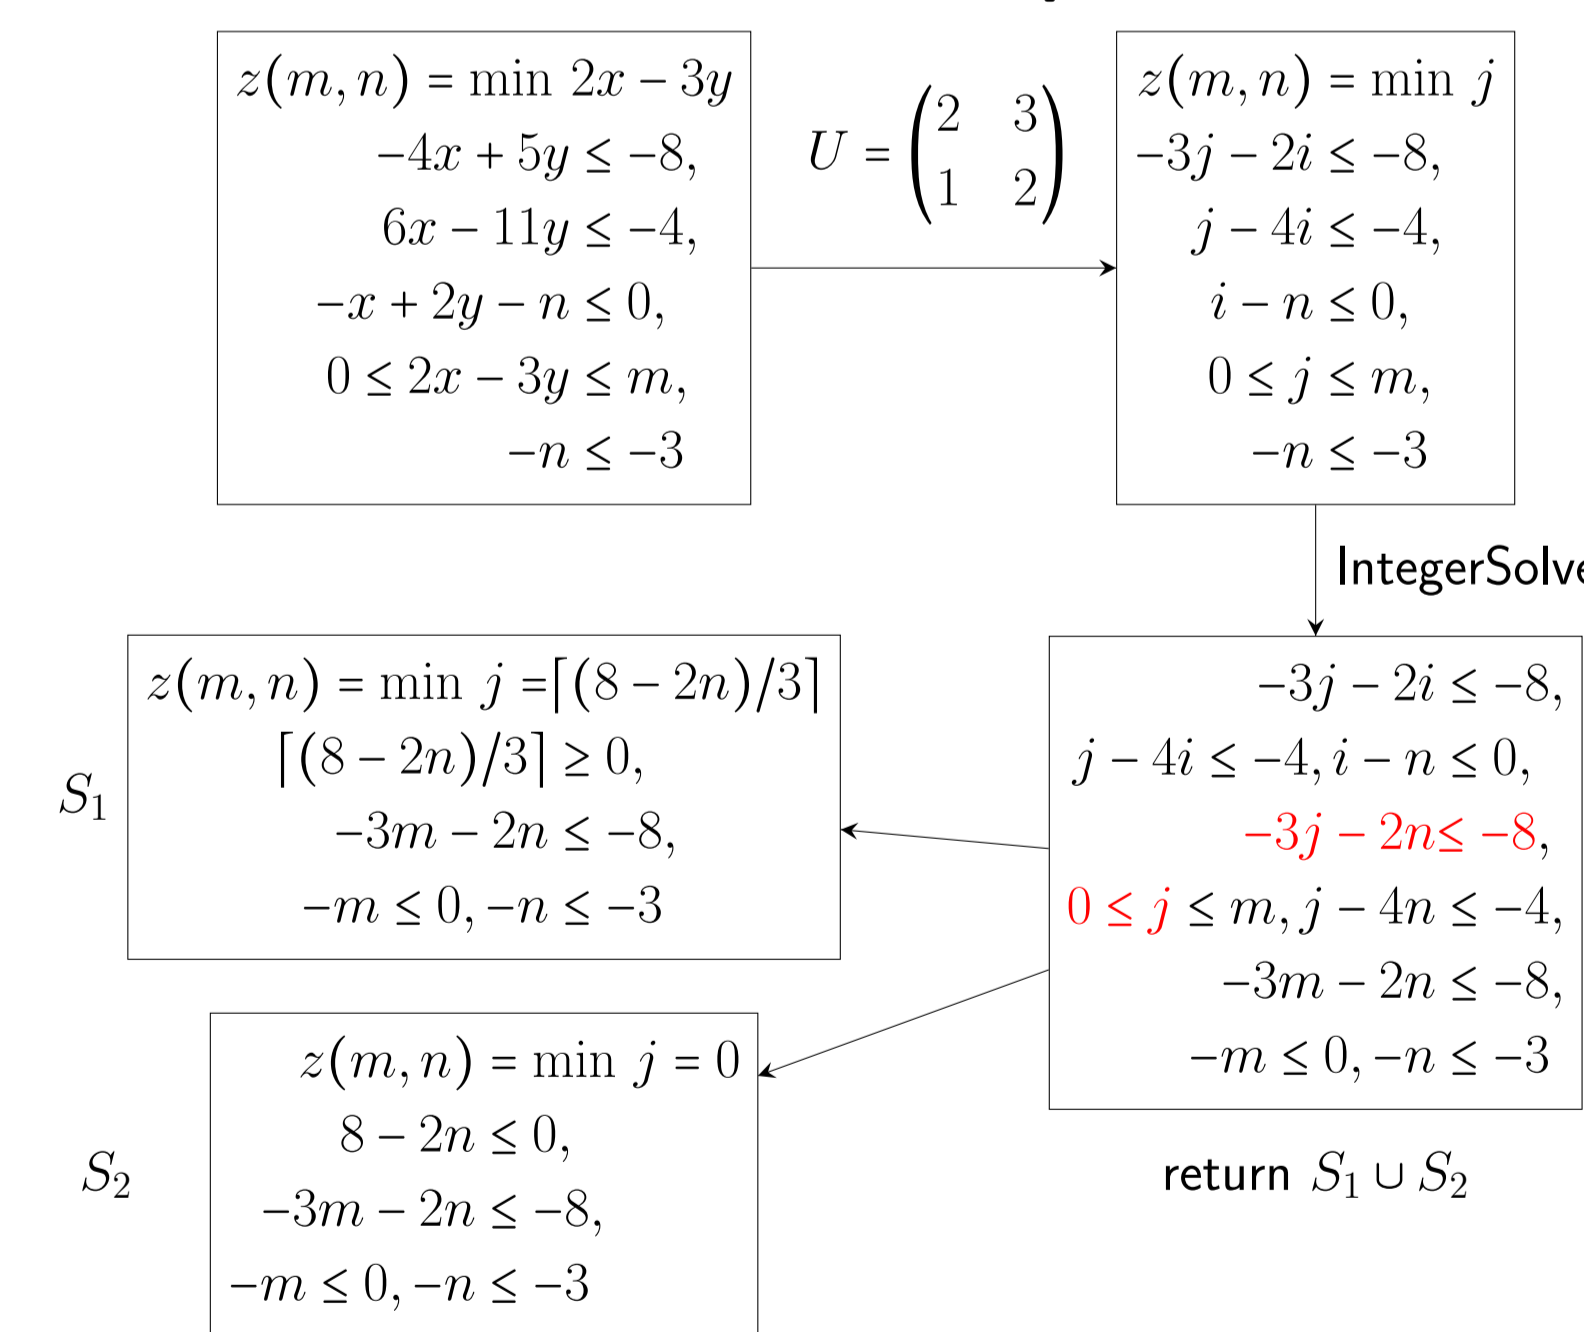 z(m, n) = min 2x − 3y
−4x + 5y ≤ −8,
6x − 11y ≤ −4,
−x + 2y − n ≤ 0,
0 ≤ 2x − 3y ≤ m,
−n ≤ −3
U = (2 3
1 2)
z(m, n) = min j
−3j − 2i ≤ −8,
j − 4i ≤ −4,
i − n ≤ 0,
0 ≤ j ≤ m,
−n ≤ −3
IntegerSolve
−3j − 2i ≤ −8,
j − 4i ≤ −4, i − n ≤ 0,
−3j − 2n ≤ −8,
0 ≤ j ≤ m, j − 4n ≤ −4,
−3m − 2n ≤ −8,
−m ≤ 0, −n ≤ −3
return S₁ ∪ S₂
S₁
z(m, n) = min j =⌈(8 − 2n)/3⌉
⌈(8 − 2n)/3⌉ ≥ 0,
−3m − 2n ≤ −8,
−m ≤ 0, −n ≤ −3
S₂
z(m, n) = min j = 0
8 − 2n ≤ 0,
−3m − 2n ≤ −8,
−m ≤ 0, −n ≤ −3